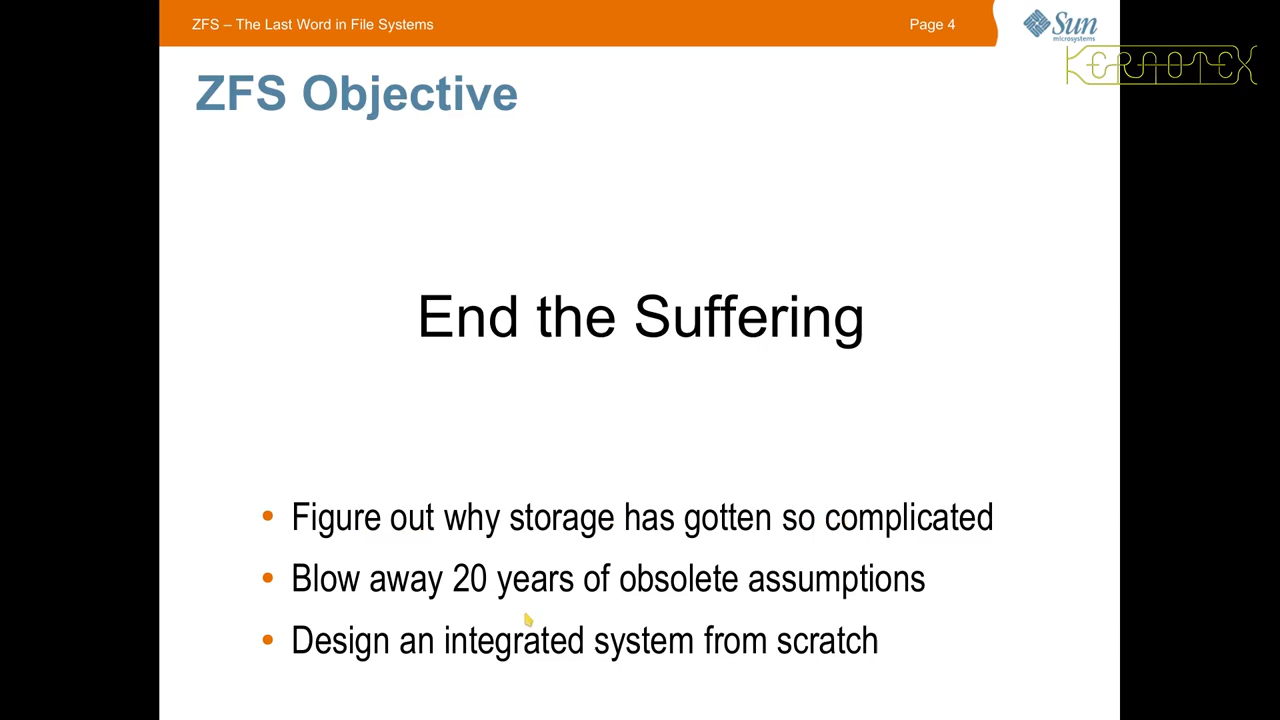 ZFS – The Last Word in File Systems
Page 4
Sun
microsystems
KERNOTEX
ZFS Objective
End the Suffering
• Figure out why storage has gotten so complicated
• Blow away 20 years of obsolete assumptions
• Design an integrated system from scratch